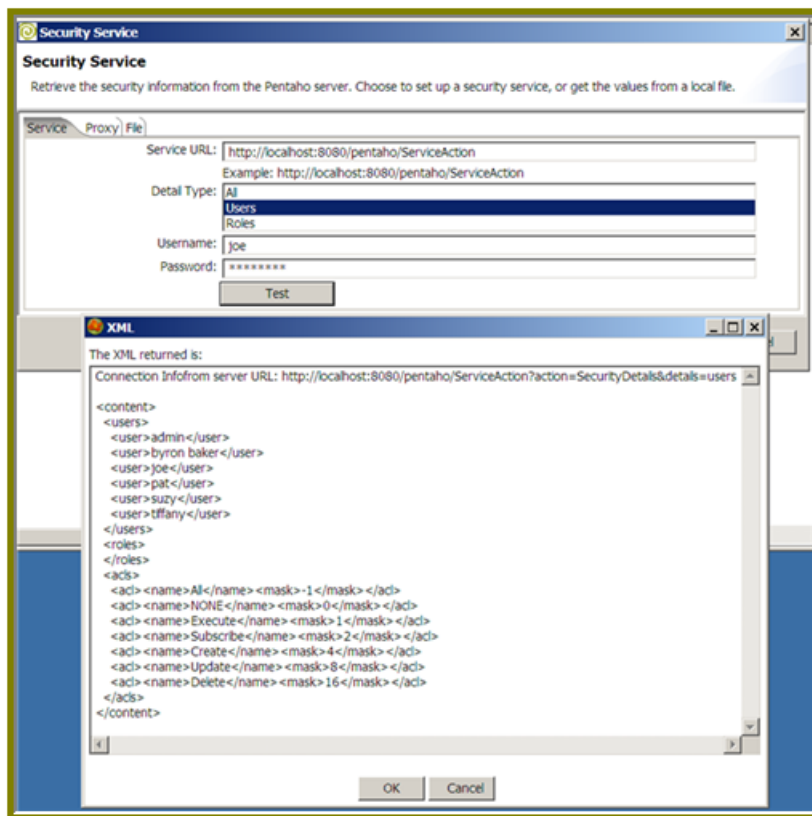 Security Service
Security Service
Retrieve the security information from the Pentaho server. Choose to set up a security service, or get the values from a local file.
Service Proxy File
Service URL: http://localhost:8080/pentaho/ServiceAction
Example: http://localhost:8080/pentaho/ServiceAction
Detail Type: All
Users
Roles
Username: joe
Password: ********
Test
XML
The XML returned is:
Connection Infofrom server URL: http://localhost:8080/pentaho/ServiceAction?action=SecurityDetails&details=users
<content>
<users>
<user>admin</user>
<user>byron baker</user>
<user>joe</user>
<user>pat</user>
<user>suzy</user>
<user>tiffany</user>
</users>
<roles>
</roles>
<acls>
<acl><name>All</name><mask>-1</mask></acl>
<acl><name>NONE</name><mask>0</mask></acl>
<acl><name>Execute</name><mask>1</mask></acl>
<acl><name>Subscribe</name><mask>2</mask></acl>
<acl><name>Create</name><mask>4</mask></acl>
<acl><name>Update</name><mask>8</mask></acl>
<acl><name>Delete</name><mask>16</mask></acl>
</acls>
</content>
OK Cancel